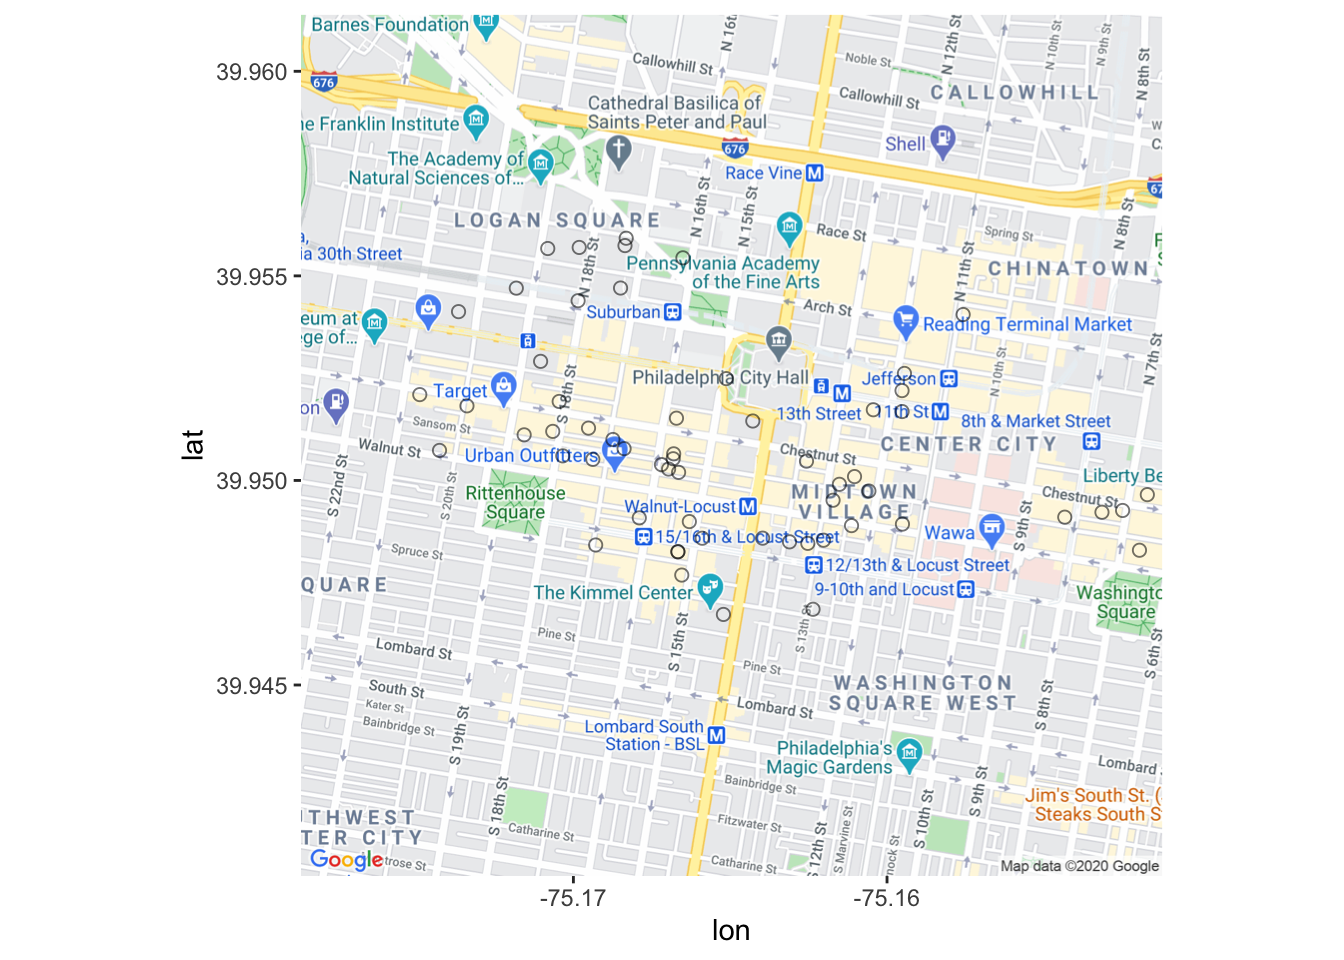 Barnes Foundation
N 16t
N 12th St
N 10th St
N 9th St
N 8th St
39.960
676
Callowhill St
Noble St
Callowhill St
CALLOWHILL
Cathedral Basilica of
Saints Peter and Paul
ne Franklin Institute
The Academy of
Natural Sciences of...
676
Shell
W
C
Race Vine M
67
LOGAN SQUARE
N 16th St
N 15th St
Race St
Spring St
N 8th St
a,
ia 30th Street
N 18th St
N 11th St
CHINATOWN
39.955
Pennsylvania Academy
of the Fine Arts
Arch St
Suburban
eum at
ege of...
Reading Terminal Market
N 10th St
N 7th St
Philadelphia City Hall
Jefferson
Target
on
S 18th St
13th Street
M
11th St M
8th & Market Street
Sansom St
Walnut St
CENTER CITY
Urban Outfitters
Chestnut St
Liberty Be
39.950
S 22nd St
S 20th St
Rittenhouse
Square
MIDTOWN
VILLAGE
Walnut-Locust M
Chestnut St
S 9th St
Wawa
15/16th & Locust Street
Spruce St
12/13th & Locust Street
QUARE
The Kimmel Center
9-10th and Locust
Washingto
Square
S 15th St
S 13th St
Pine St
Pine St
S 6th St
Lombard St
39.945
South St
Kater St
Bainbridge St
WASHINGTON
SQUARE WEST
Lombard St
S 8th St
S 19th St
Lombard South
Station - BSL M
Philadelphia's
Magic Gardens
Lombard
Bainbridge St
S 9th St
Jim's South St. (
Steaks South S
S 18th St
THWEST
TER CITY
Catharine St
Fitzwater St
S 12th St
S Marvine St
nock St
S 10th St
Google
trose St
Catharine St
Map data ©2020 Google
-75.17
-75.16
lat
lon